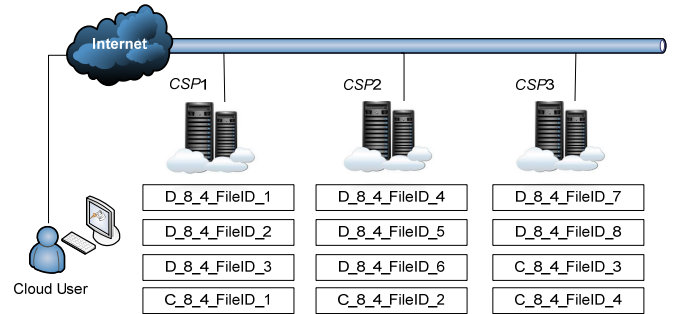 Internet
CSP1
CSP2
CSP3
D_8_4_FileID_1
D_8_4_FileID_4
D_8_4_FileID_7
D_8_4_FileID_2
D_8_4_FileID_5
D_8_4_FileID_8
D_8_4_FileID_3
D_8_4_FileID_6
C_8_4_FileID_3
C_8_4_FileID_1
C_8_4_FileID_2
C_8_4_FileID_4
Cloud User